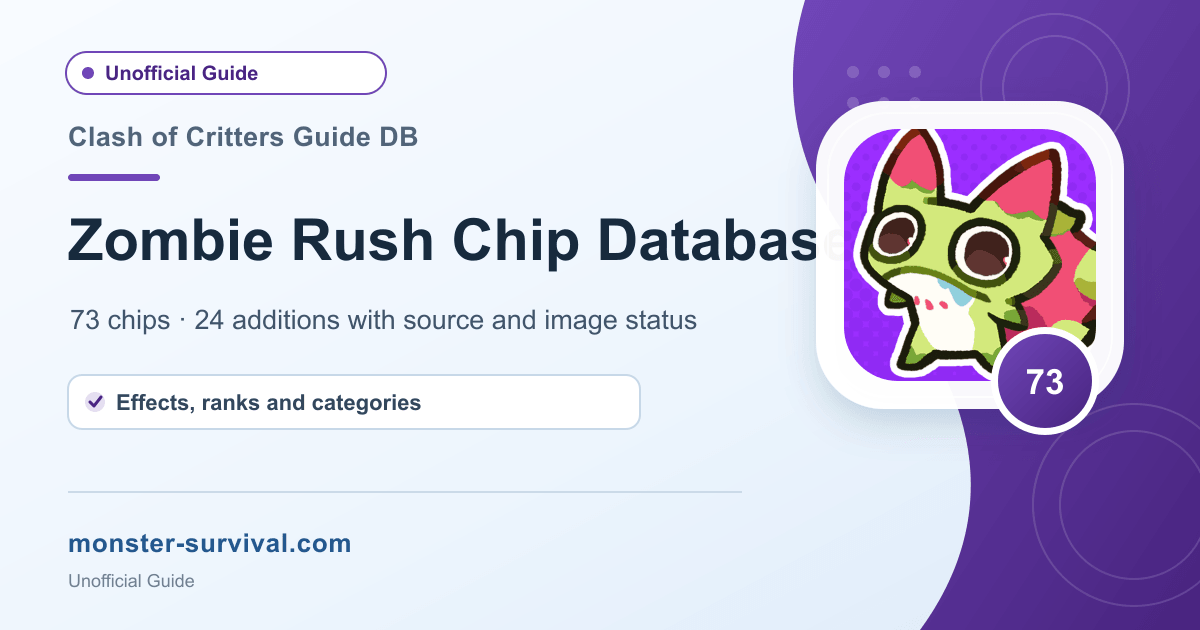 Unofficial Guide
Clash of Critters Guide DB
Zombie Rush Chip Database
73 chips · 24 additions with source and image status
Effects, ranks and categories
73
monster-survival.com
Unofficial Guide